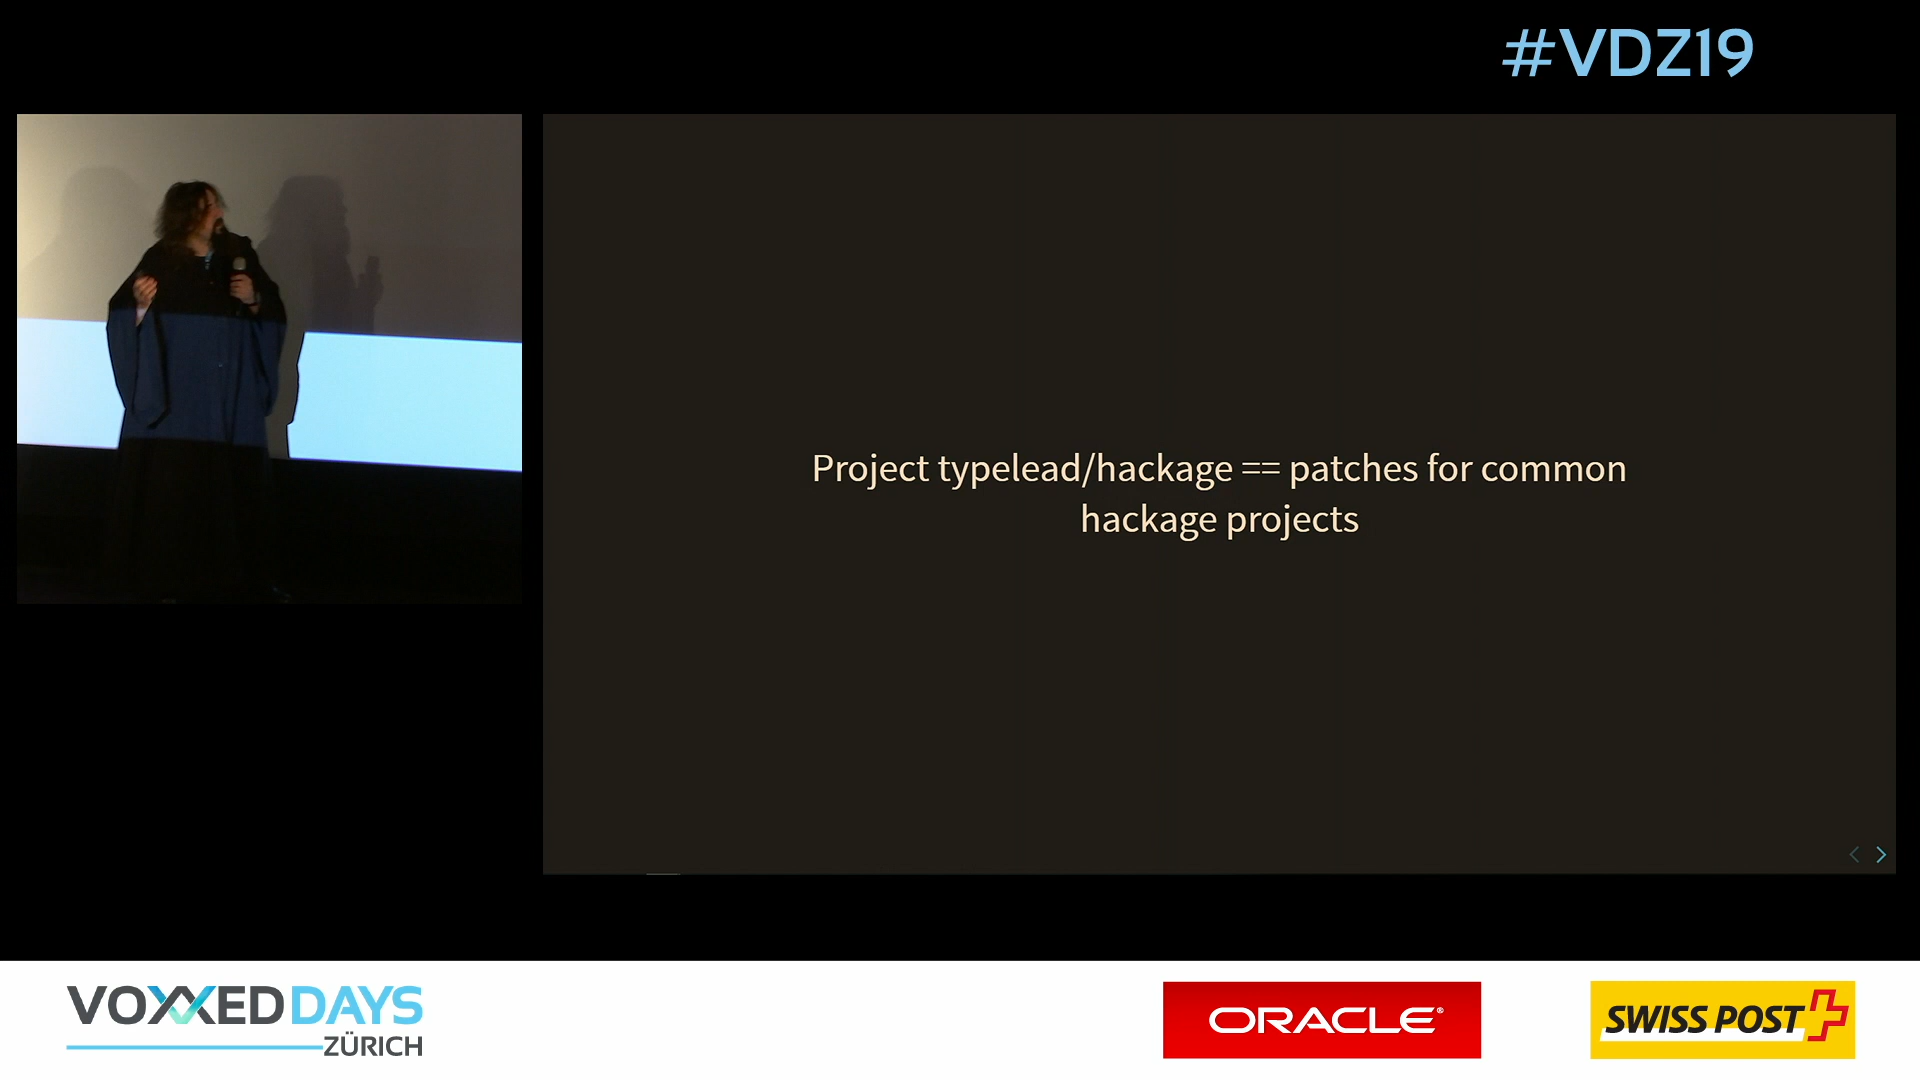 #VDZ19
Project typelead/hackage == patches for common
hackage projects
VOXXED DAYS
ZÜRICH
ORACLE®
SWISS POST